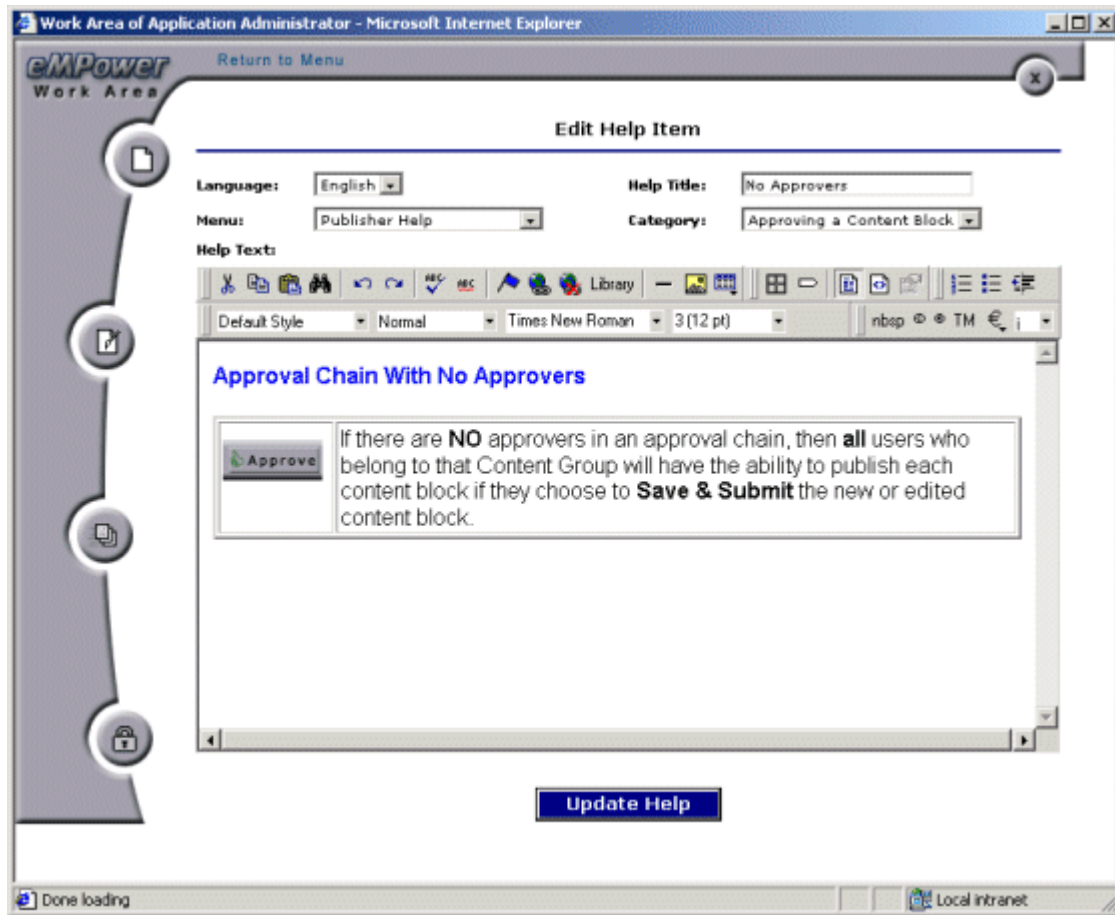 Work Area of Application Administrator - Microsoft Internet Explorer
eMPower
Work Area
Return to Menu
x
Edit Help Item
Language: English Help Title: No Approvers
Menu: Publisher Help Category: Approving a Content Block
Help Text:
ABC ABC Library
Default Style Normal Times New Roman 3 (12 pt) nbsp © ® TM € ¡
Approval Chain With No Approvers
Approve
If there are NO approvers in an approval chain, then all users who
belong to that Content Group will have the ability to publish each
content block if they choose to Save & Submit the new or edited
content block.
Update Help
Done loading Local intranet